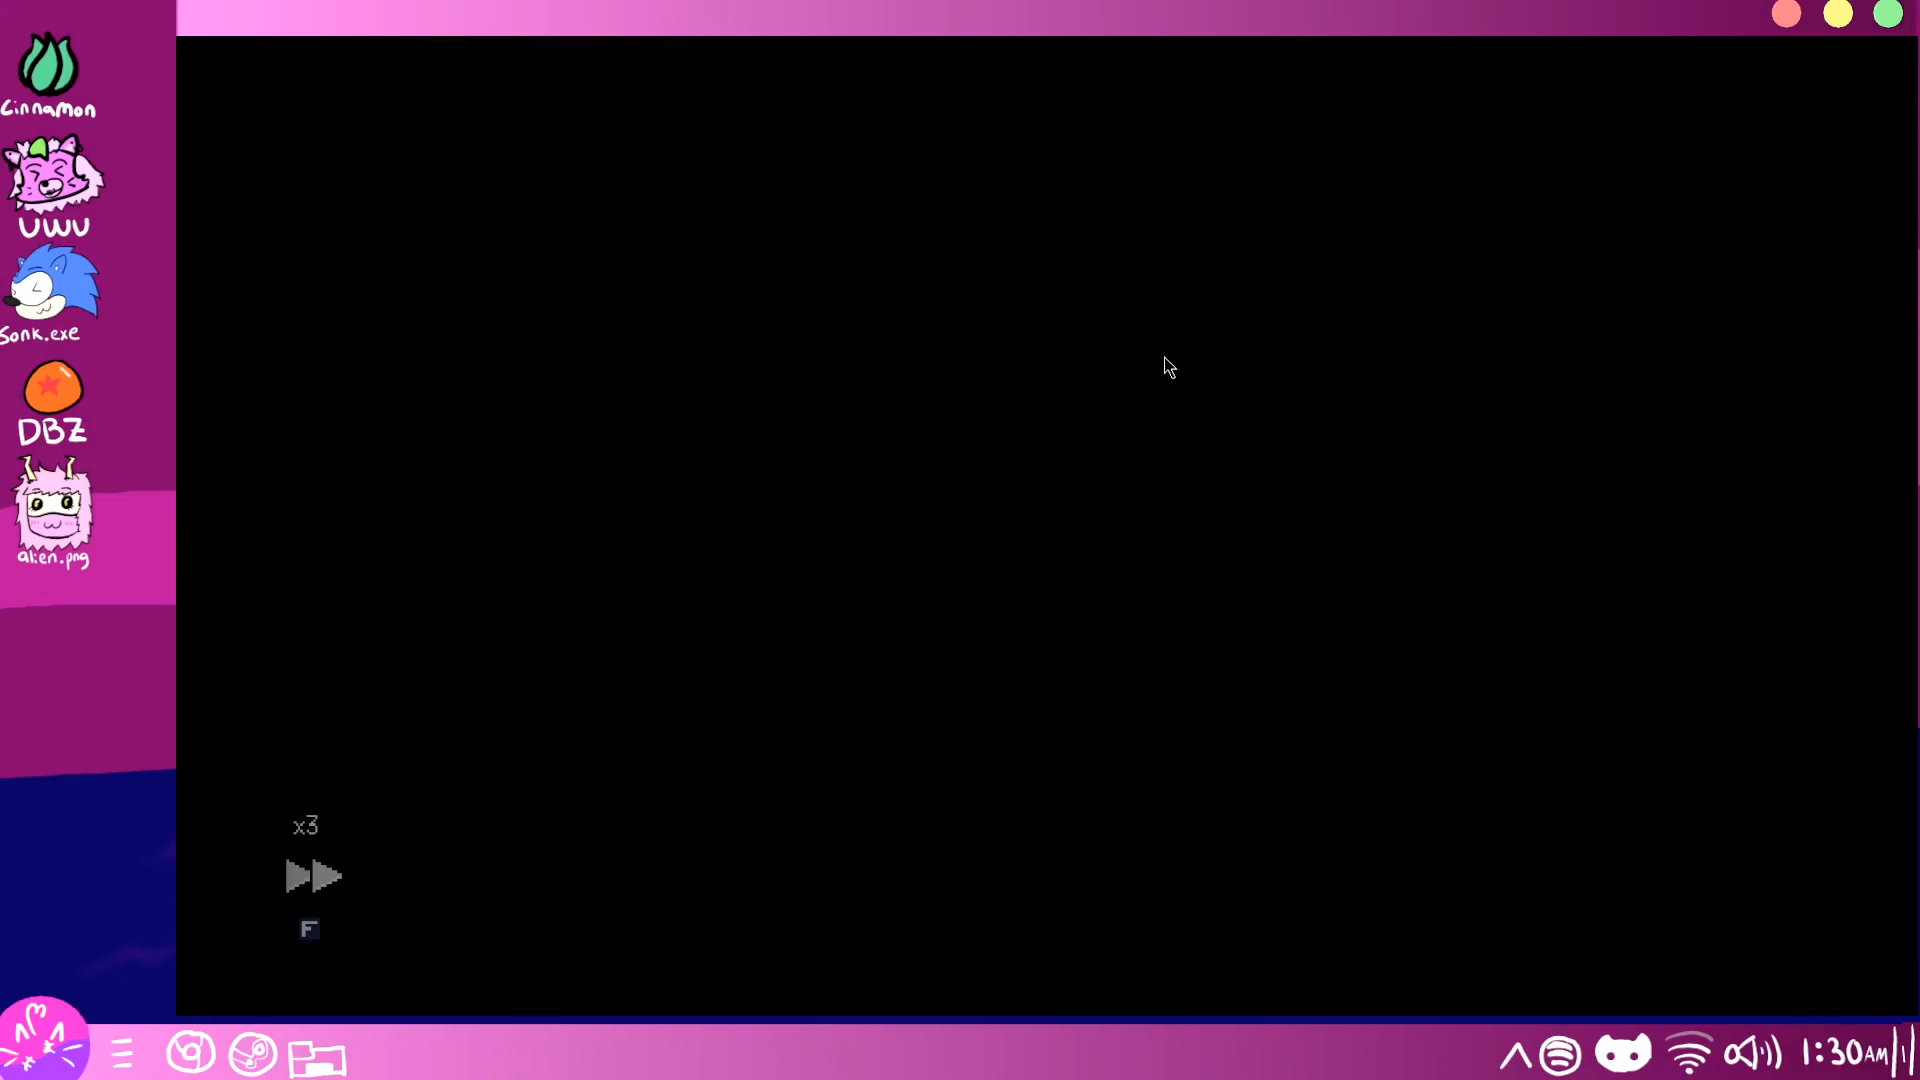 Cinnamon
UWU
Sonk.exe
DBZ
alien.png
x3
F
1:30AM